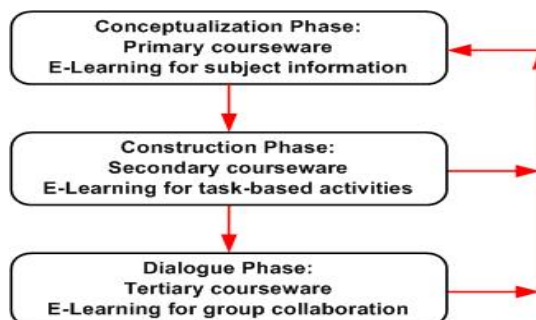 Conceptualization Phase:
Primary courseware
E-Learning for subject information
Construction Phase:
Secondary courseware
E-Learning for task-based activities
Dialogue Phase:
Tertiary courseware
E-Learning for group collaboration